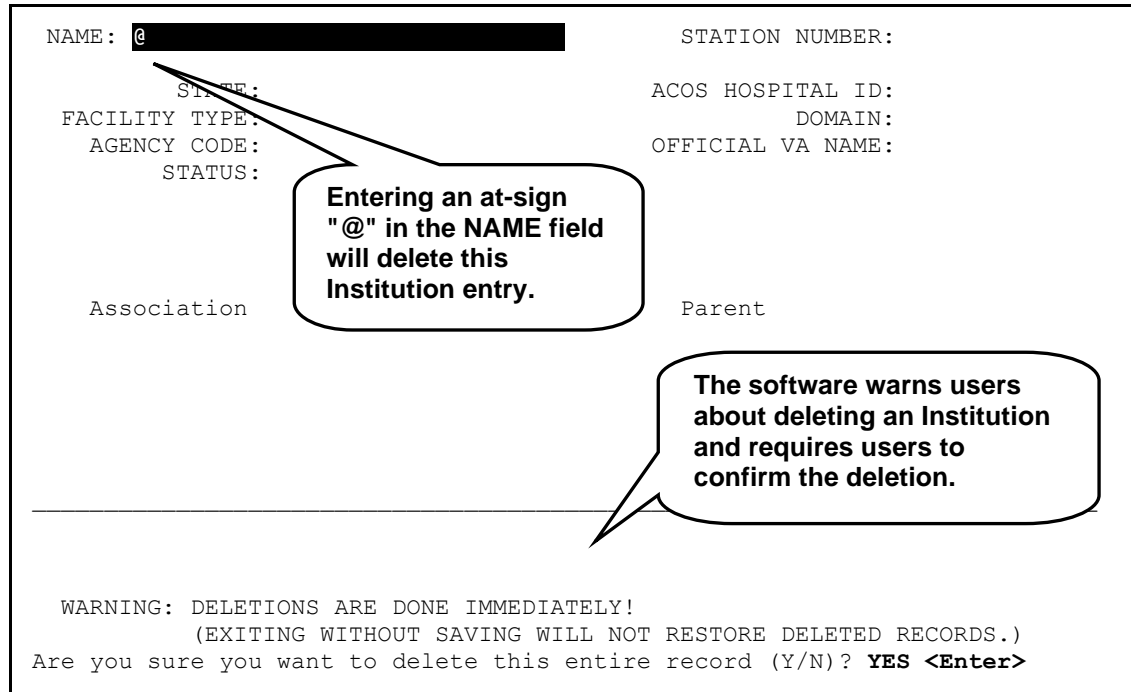 NAME: @ STATION NUMBER:
STATE: ACOS HOSPITAL ID:
FACILITY TYPE: DOMAIN:
AGENCY CODE: OFFICIAL VA NAME:
STATUS:
Entering an at-sign
"@" in the NAME field
will delete this
Institution entry.
Association Parent
The software warns users
about deleting an Institution
and requires users to
confirm the deletion.
WARNING: DELETIONS ARE DONE IMMEDIATELY!
(EXITING WITHOUT SAVING WILL NOT RESTORE DELETED RECORDS.)
Are you sure you want to delete this entire record (Y/N)? YES <Enter>